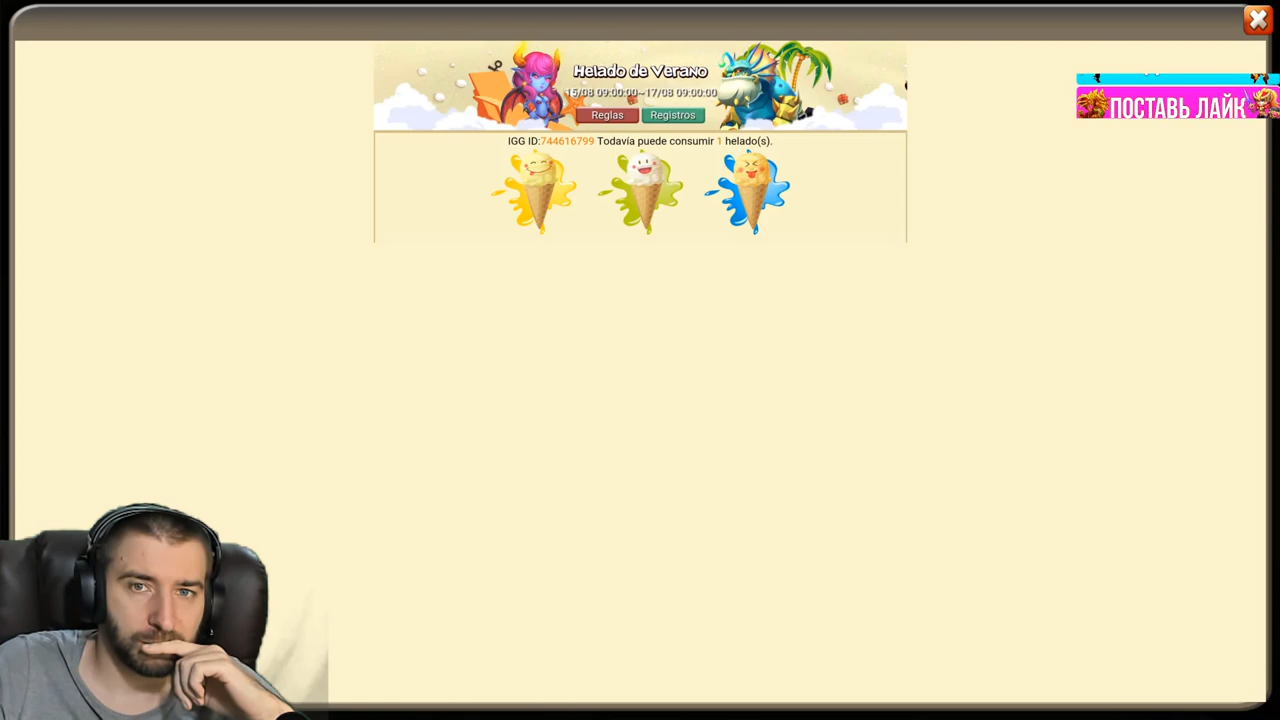 Helado de Verano
15/08 09:00:00~17/08 09:00:00
Reglas
Registros
ПОСТАВЬ ЛАЙК
IGG ID:744616799 Todavía puede consumir 1 helado(s).